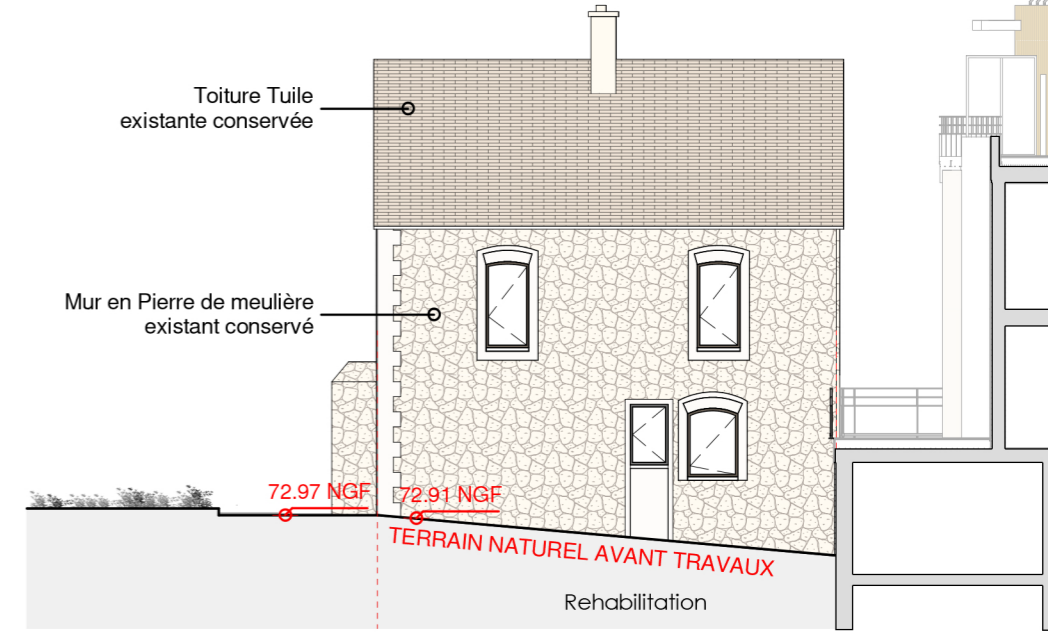 Toiture Tuile
existante conservée
Mur en Pierre de meulière
existant conservé
72.97 NGF
72.91 NGF
TERRAIN NATUREL AVANT TRAVAUX
Rehabilitation